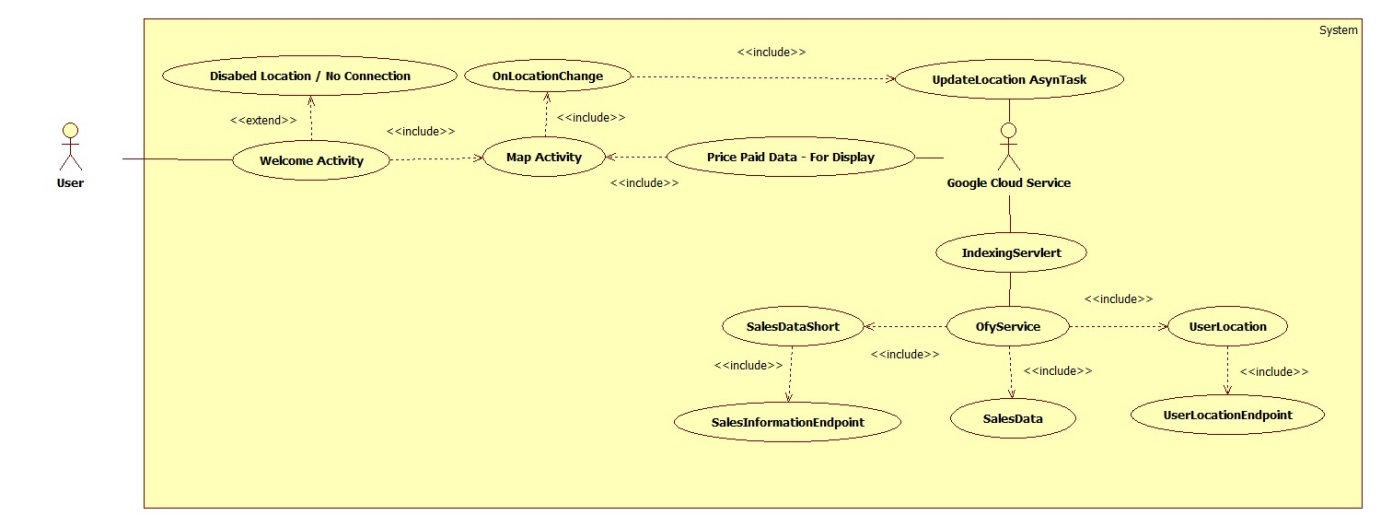 System
<<include>>
Disabed Location / No Connection
OnLocationChange
UpdateLocation AsynTask
<<extend>>
<<include>>
<<include>>
Welcome Activity
Map Activity
Price Paid Data - For Display
User
<<include>>
Google Cloud Service
IndexingServlert
<<include>>
SalesDataShort
OfyService
UserLocation
<<include>>
<<include>>
<<include>>
<<include>>
SalesInformationEndpoint
SalesData
UserLocationEndpoint